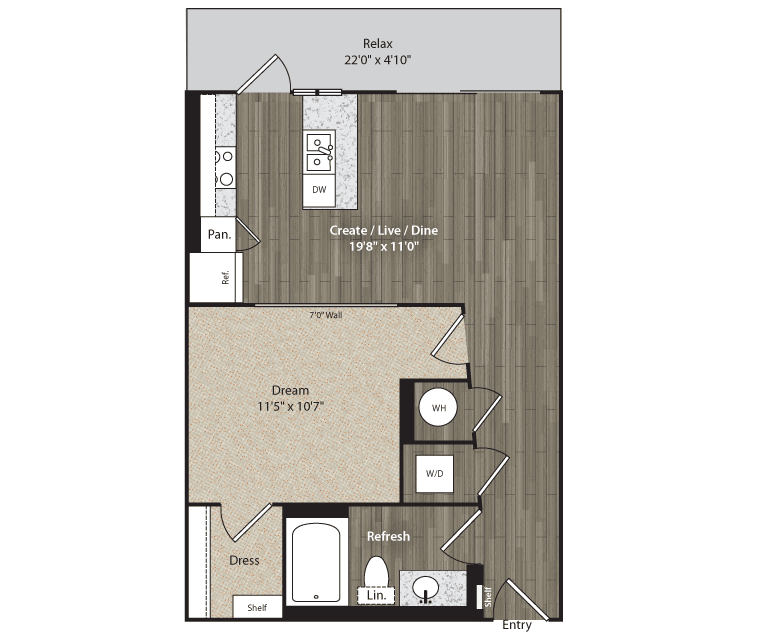 Relax
22'0" x 4'10"
DW
Pan.
Create / Live / Dine
19'8" x 11'0"
Ref.
7'0" Wall
Dream
11'5" x 10'7"
WH
W/D
Refresh
Dress
Lin.
Shelf
Shelf
Entry